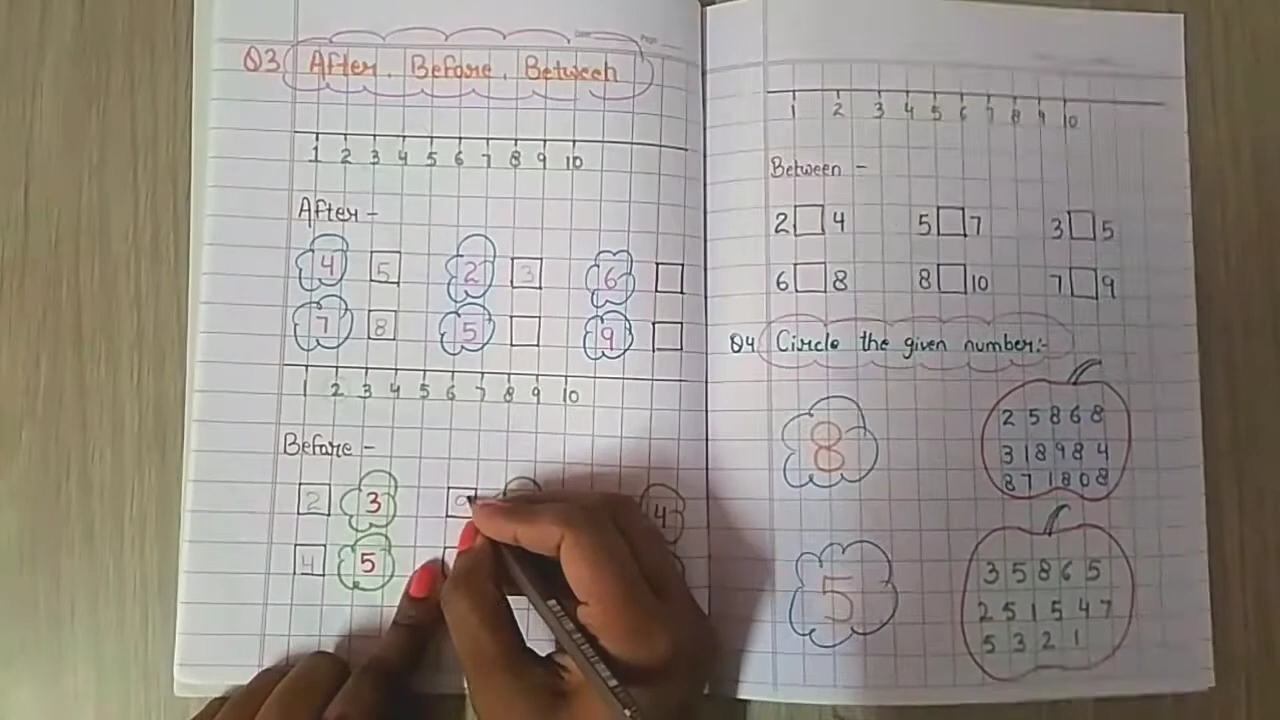 Q3 After, Before, Between
1 2 3 4 5 6 7 8 9 10
After -
4 5 2 3 6
7 8 5 9
1 2 3 4 5 6 7 8 9 10
Before -
2 3 9 4
4 5
1 2 3 4 5 6 7 8 9 10
Between -
2 4 5 7 3 5
6 8 8 10 7 9
Q4 Circle the given number:-
8
2 5 8 6 8
3 1 8 9 8 4
8 7 1 8 0 8
5
3 5 8 6 5
2 5 1 5 4 7
5 3 2 1